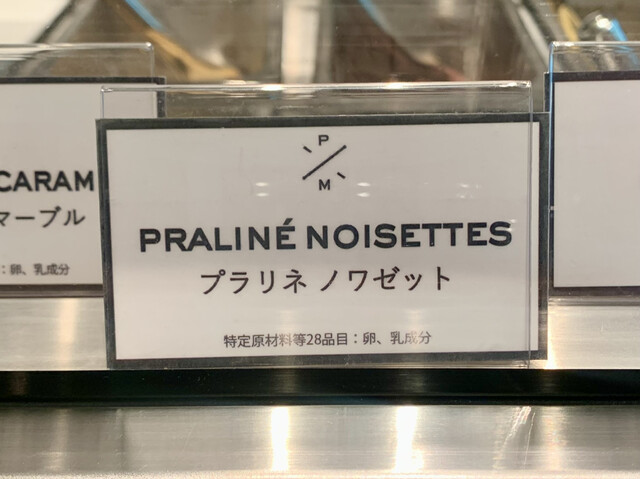 CARAM
マーブル
：卵、乳成分
P
M
PRALINÉ NOISETTES
プラリネ ノワゼット
特定原材料等28品目：卵、乳成分